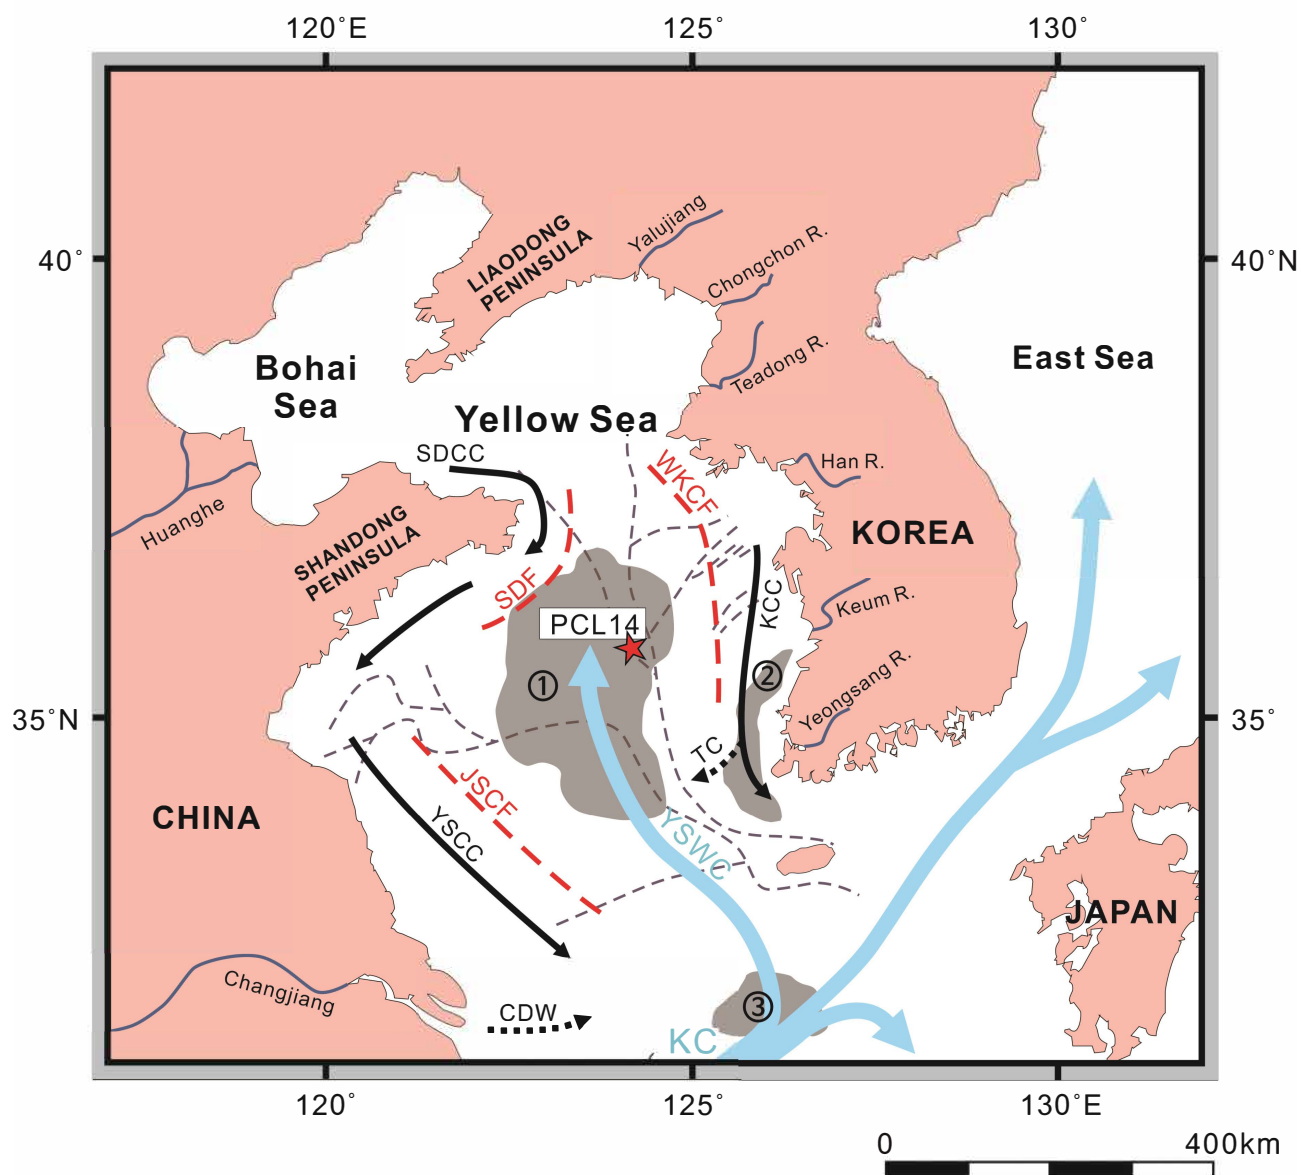 120˚E
125˚
130˚
40˚
40˚N
LIAODONG
PENINSULA
Yalujiang
Chongchon R.
Teadong R.
East Sea
Bohai
Sea
Yellow Sea
SDCC
WKCF
Han R.
Huanghe
SHANDONG
PENINSULA
KOREA
SDF
KCC
Keum R.
PCL14
①
②
Yeongsang R.
35˚N
35˚
TC
JSCF
YSCC
YSWC
CHINA
JAPAN
Changjiang
CDW
③
KC
120˚
125˚
130˚E
0
400km